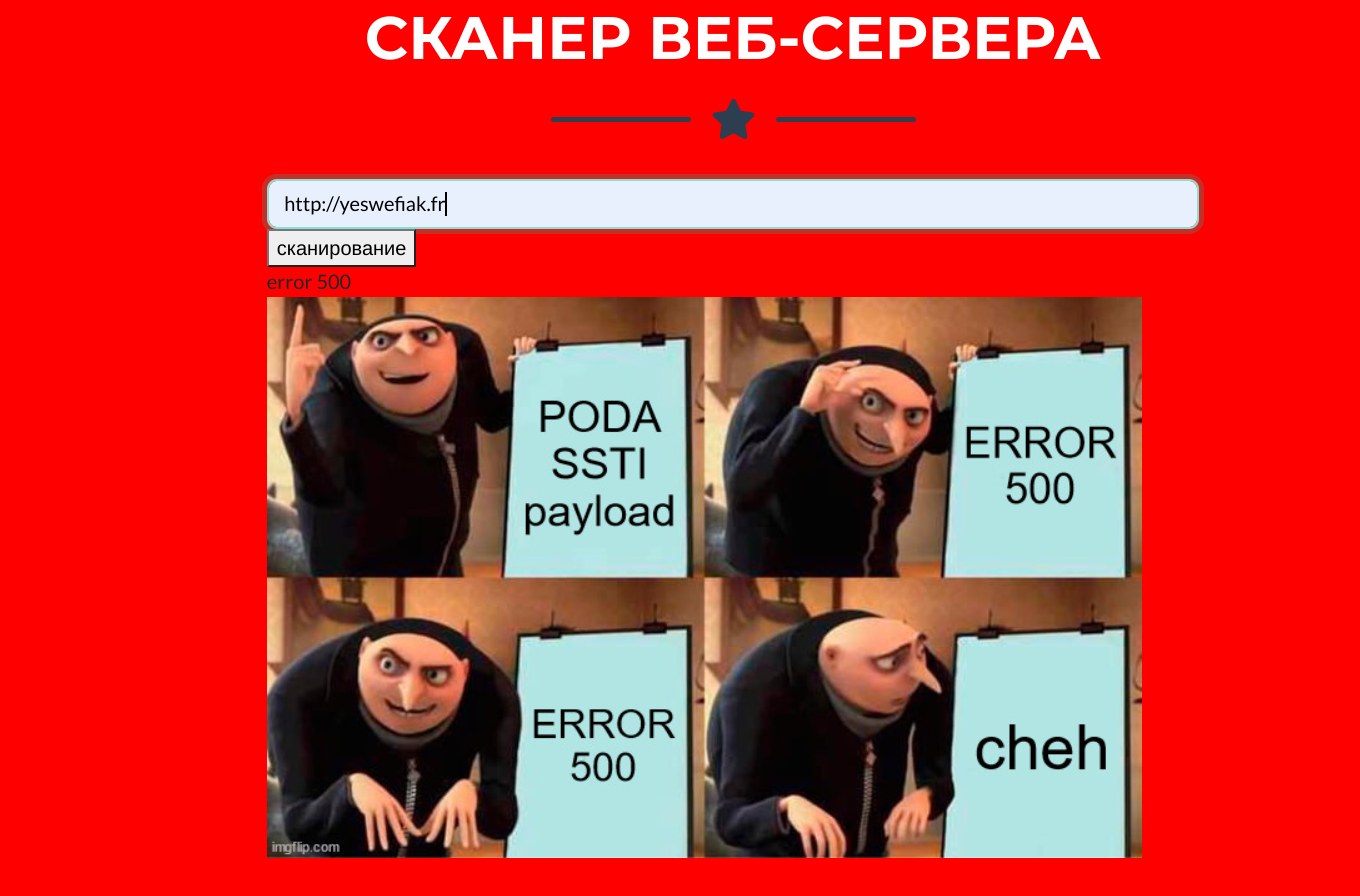 СКАНЕР ВЕБ-СЕРВЕРА
http://yeswefiak.fr
сканирование
error 500
PODA
SSTI
payload
ERROR
500
ERROR
500
cheh
imgflip.com